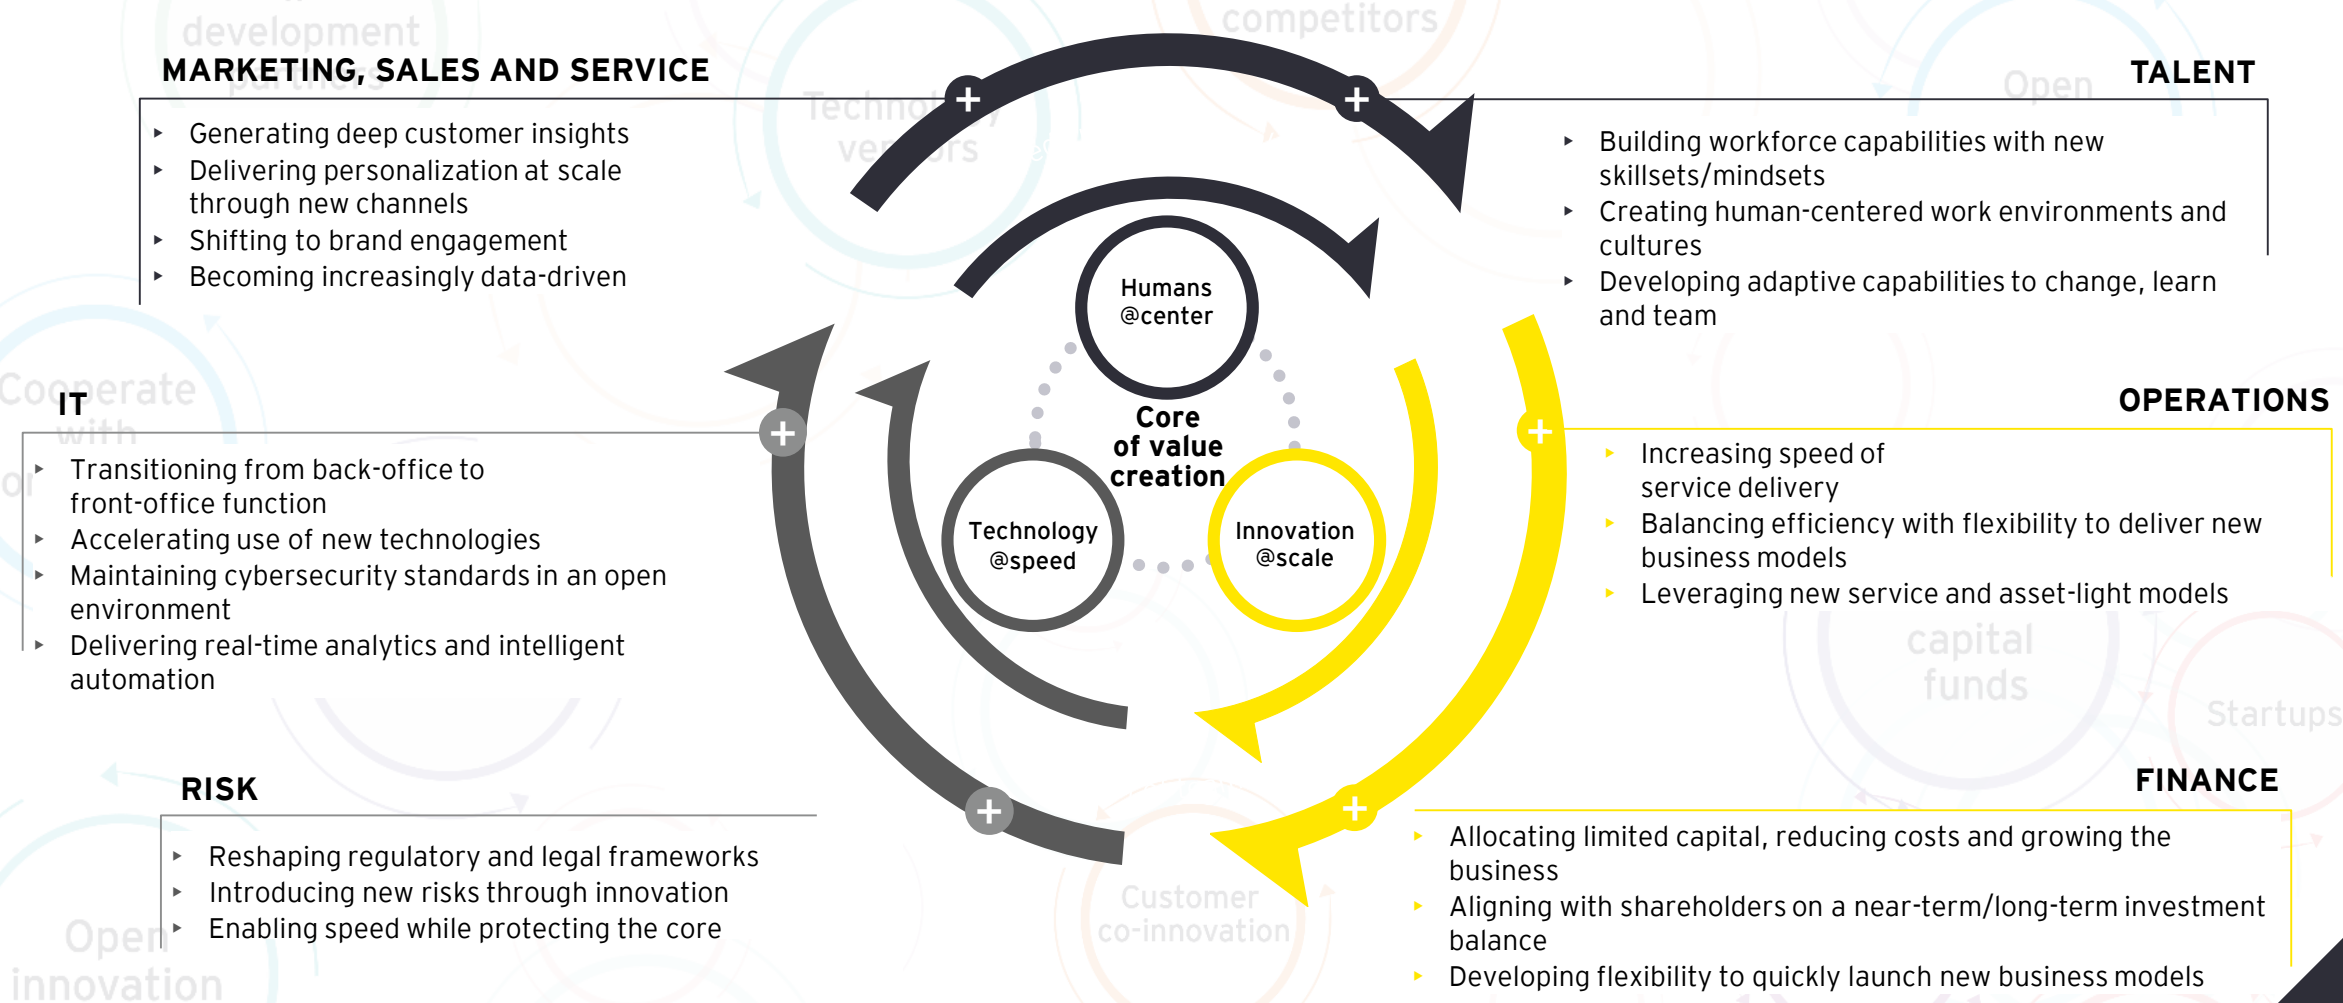 development
partners
competitors
MARKETING, SALES AND SERVICE
Generating deep customer insights
Delivering personalization at scale
through new channels
Shifting to brand engagement
Becoming increasingly data-driven
vendors
Open
TALENT
Building workforce capabilities with new
skillsets/mindsets
Creating human-centered work environments and
cultures
Developing adaptive capabilities to change, learn
and team
Humans
@center
Core
of value
creation
Technology
@speed
Innovation
@scale
Cooperate
with
IT
Transitioning from back-office to
front-office function
Accelerating use of new technologies
Maintaining cybersecurity standards in an open
environment
Delivering real-time analytics and intelligent
automation
OPERATIONS
Increasing speed of
service delivery
Balancing efficiency with flexibility to deliver new
business models
Leveraging new service and asset-light models
capital
funds
Startups
RISK
Reshaping regulatory and legal frameworks
Introducing new risks through innovation
Enabling speed while protecting the core
Open
innovation
Customer
co-innovation
FINANCE
Allocating limited capital, reducing costs and growing the
business
Aligning with shareholders on a near-term/long-term investment
balance
Developing flexibility to quickly launch new business models